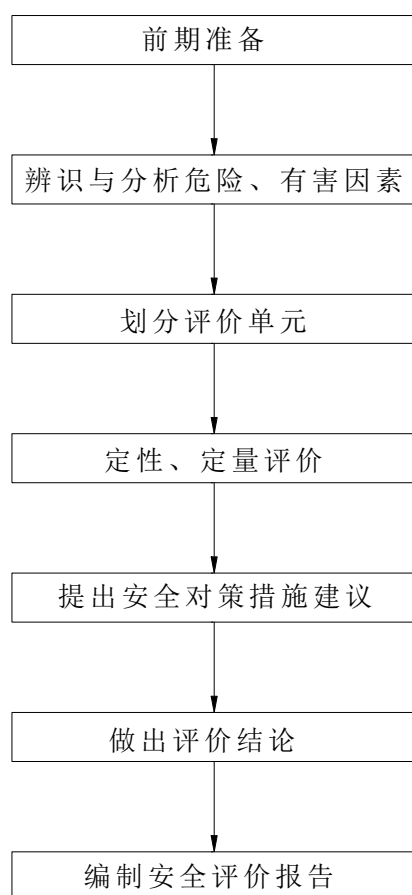 前期准备
辨识与分析危险、有害因素
划分评价单元
定性、定量评价
提出安全对策措施建议
做出评价结论
编制安全评价报告